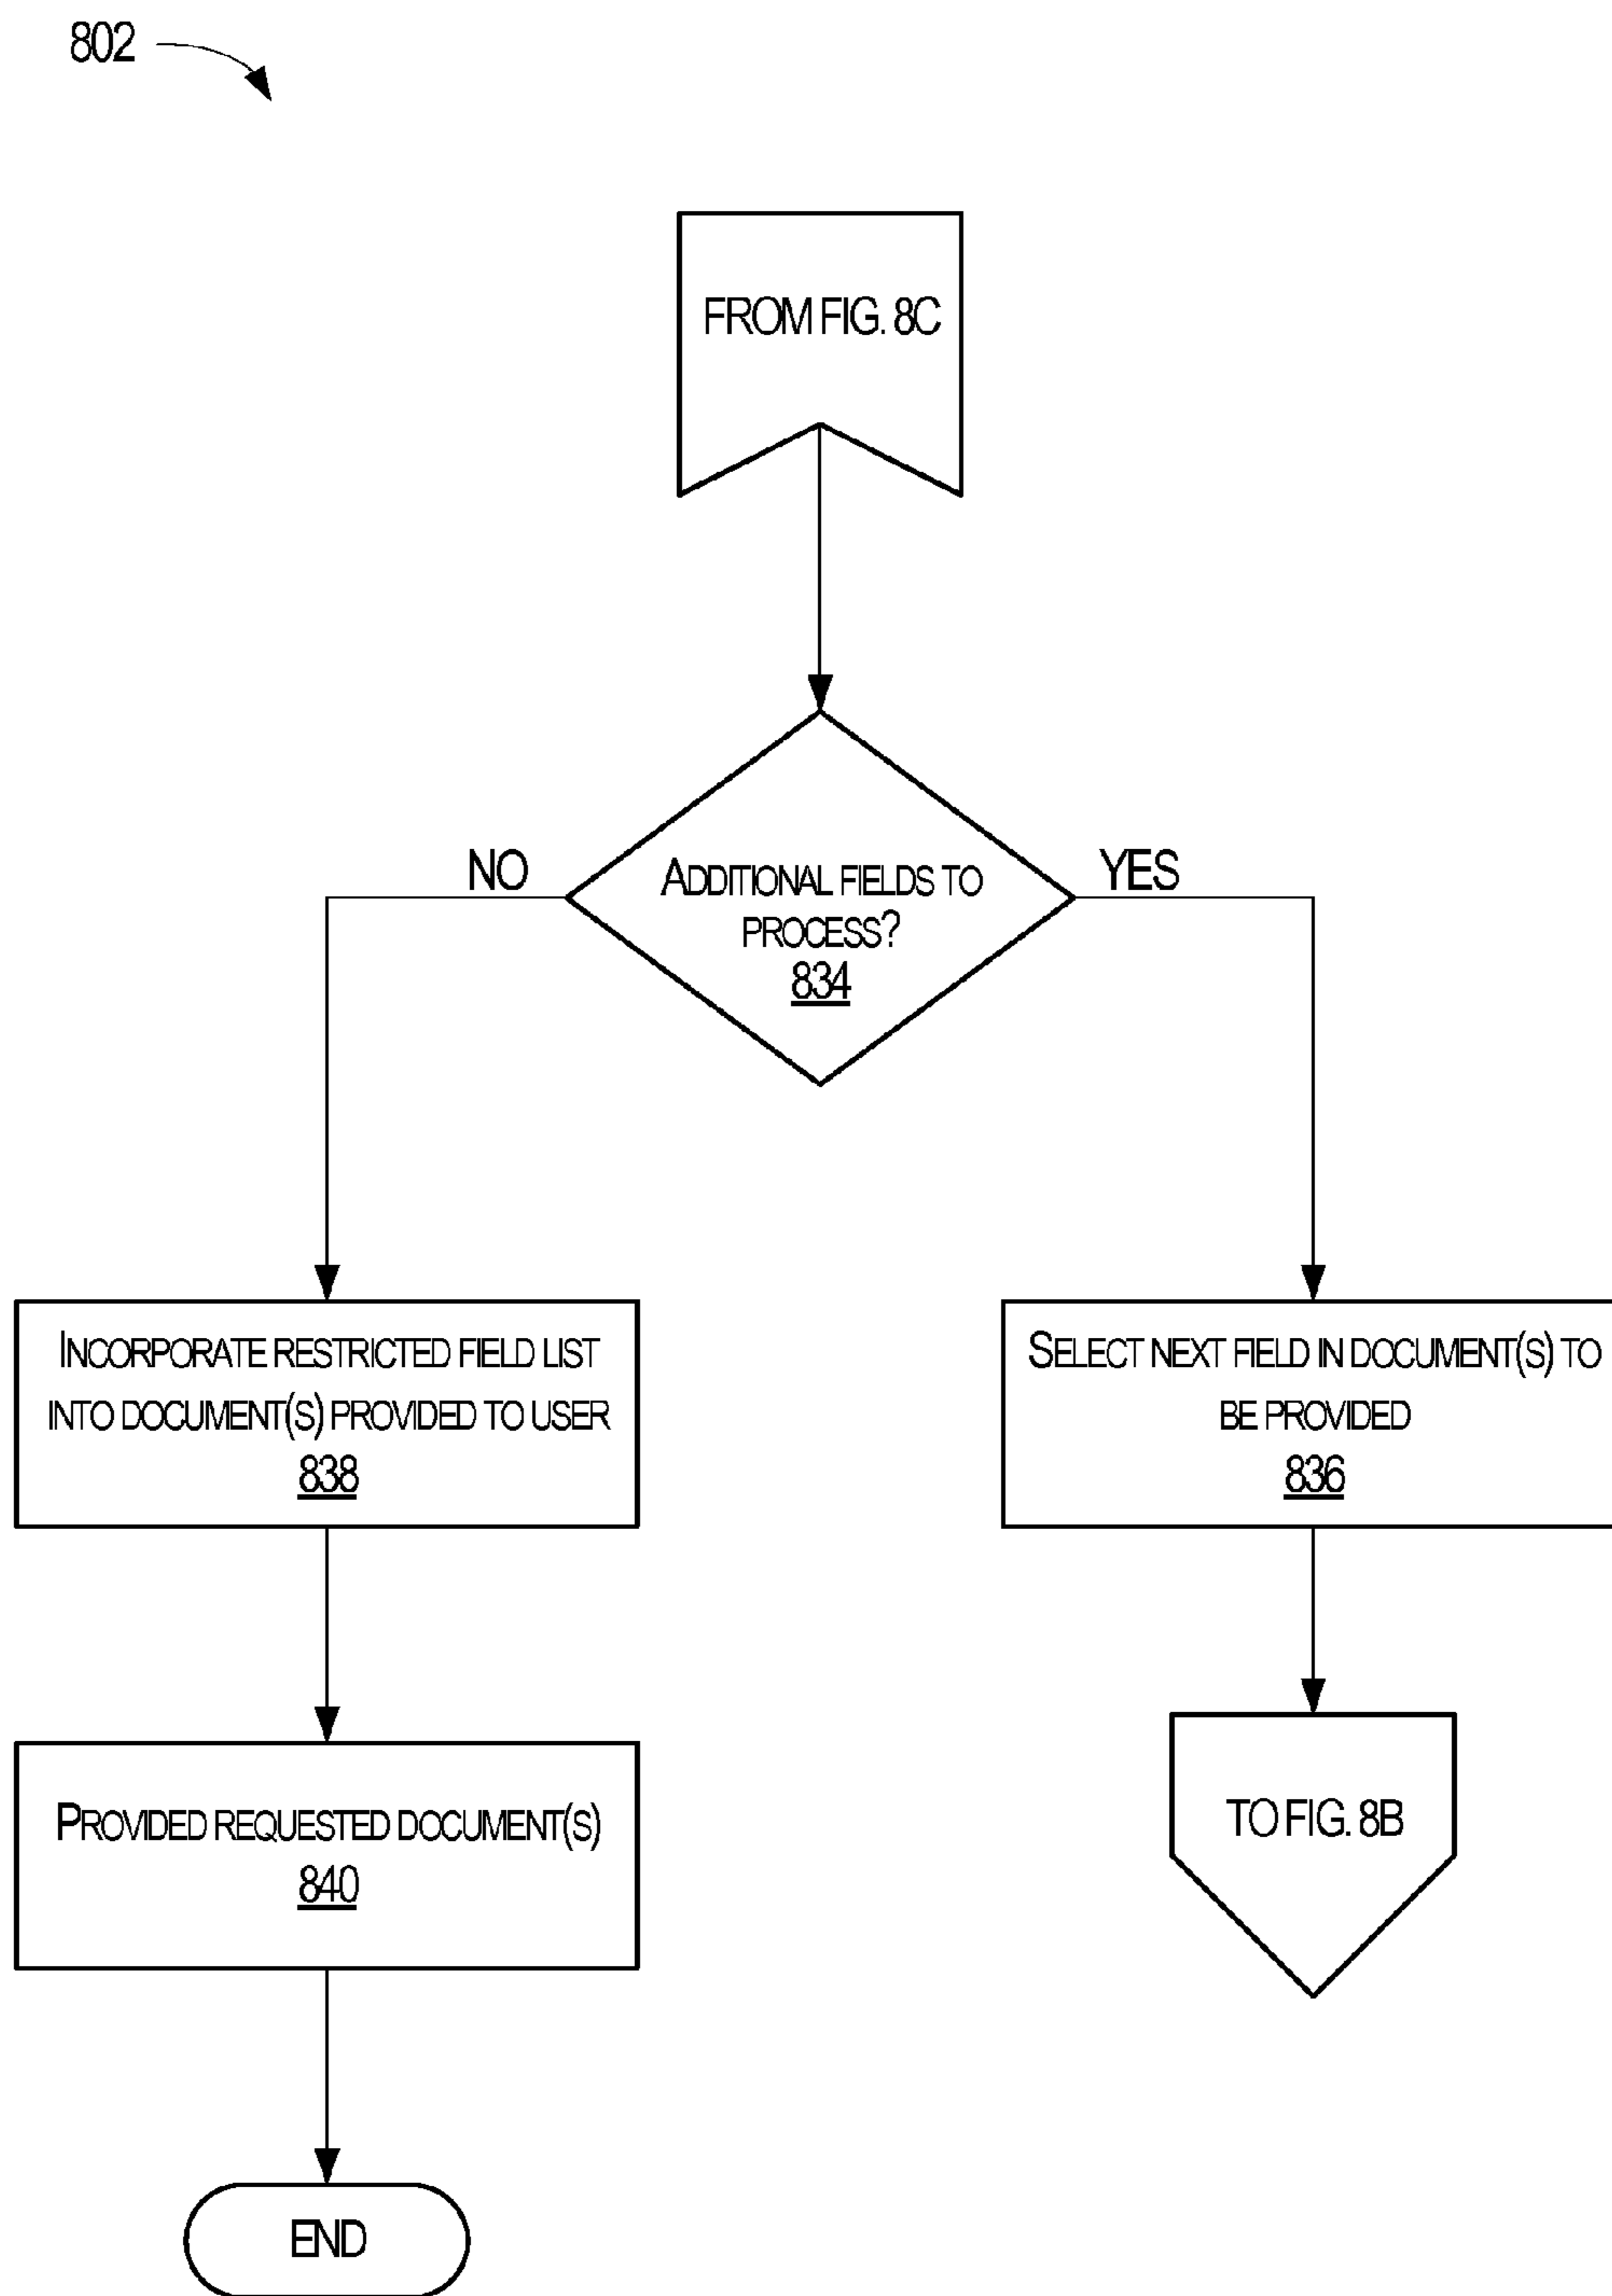 802
FROM FIG. 8C
NO
YES
ADDITIONAL FIELDS TO
PROCESS?
834
INCORPORATE RESTRICTED FIELD LIST
INTO DOCUMENT(S) PROVIDED TO USER
838
SELECT NEXT FIELD IN DOCUMENT(S) TO
BE PROVIDED
836
PROVIDED REQUESTED DOCUMENT(S)
840
TO FIG. 8B
END